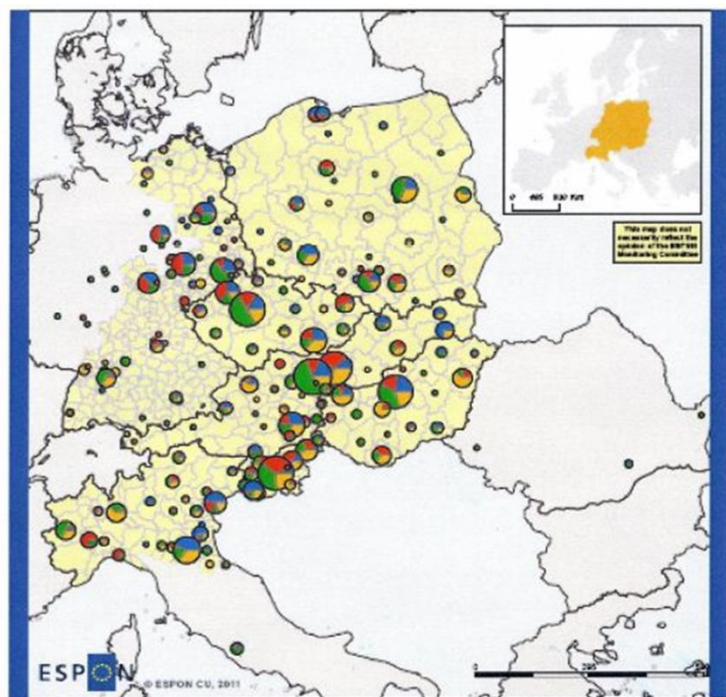 This map does not
necessarily reflect the
opinion of the ESPON
Monitoring Committee
ESPON
© ESPON CU, 2011